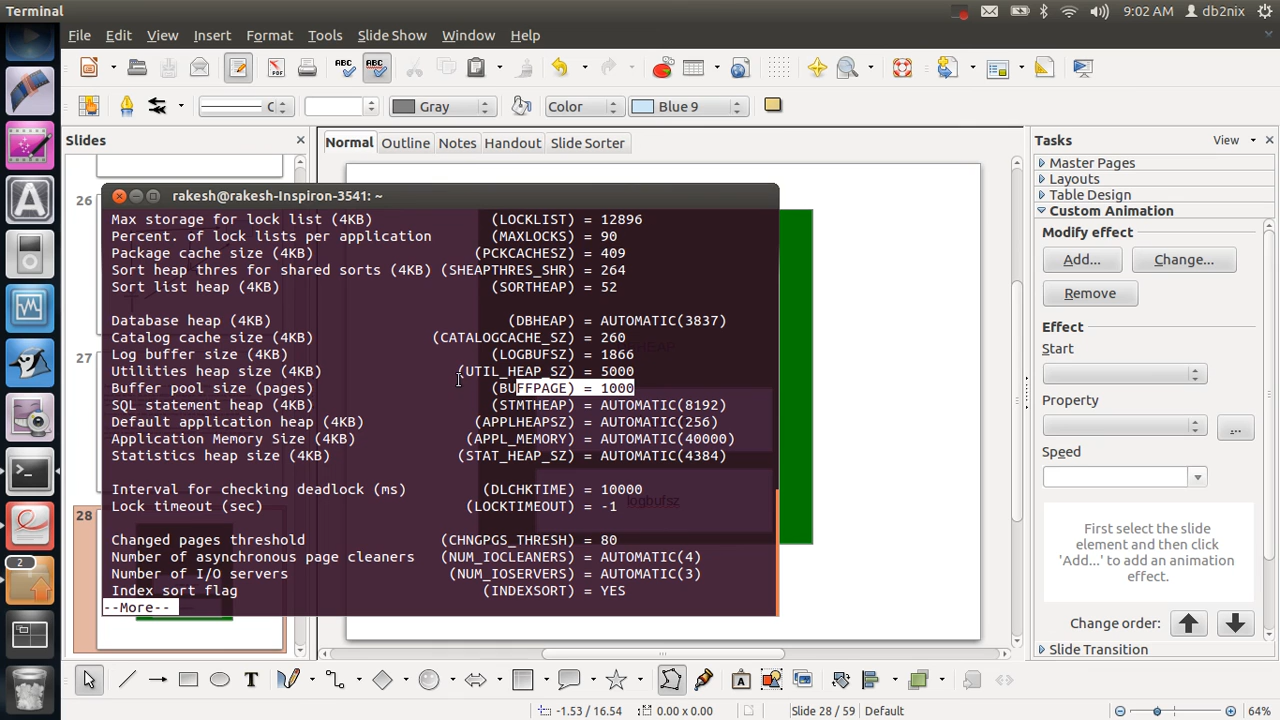 Terminal
9:02 AM
db2nix
File Edit View Insert Format Tools Slide Show Window Help
C
Gray
Color
Blue 9
Slides
Normal Outline Notes Handout Slide Sorter
Tasks
View
Master Pages
Layouts
Table Design
Custom Animation
Modify effect
Add... Change...
Remove
Effect
Start
Property
...
Speed
First select the slide
element and then click
'Add...' to add an animation
effect.
Change order:
Slide Transition
26
27
28
2
rakesh@rakesh-Inspiron-3541: ~
Max storage for lock list (4KB) (LOCKLIST) = 12896
Percent. of lock lists per application (MAXLOCKS) = 90
Package cache size (4KB) (PCKCACHESZ) = 409
Sort heap thres for shared sorts (4KB) (SHEAPTHRES_SHR) = 264
Sort list heap (4KB) (SORTHEAP) = 52
Database heap (4KB) (DBHEAP) = AUTOMATIC(3837)
Catalog cache size (4KB) (CATALOGCACHE_SZ) = 260
Log buffer size (4KB) (LOGBUFSZ) = 1866
Utilities heap size (4KB) (UTIL_HEAP_SZ) = 5000
Buffer pool size (pages) (BUFFPAGE) = 1000
SQL statement heap (4KB) (STMTHEAP) = AUTOMATIC(8192)
Default application heap (4KB) (APPLHEAPSZ) = AUTOMATIC(256)
Application Memory Size (4KB) (APPL_MEMORY) = AUTOMATIC(40000)
Statistics heap size (4KB) (STAT_HEAP_SZ) = AUTOMATIC(4384)
Interval for checking deadlock (ms) (DLCHKTIME) = 10000
Lock timeout (sec) (LOCKTIMEOUT) = -1
Changed pages threshold (CHNGPGS_THRESH) = 80
Number of asynchronous page cleaners (NUM_IOCLEANERS) = AUTOMATIC(4)
Number of I/O servers (NUM_IOSERVERS) = AUTOMATIC(3)
Index sort flag (INDEXSORT) = YES
--More--
logbufsz
-1.53 / 16.54 0.00 x 0.00 Slide 28 / 59 Default 64%